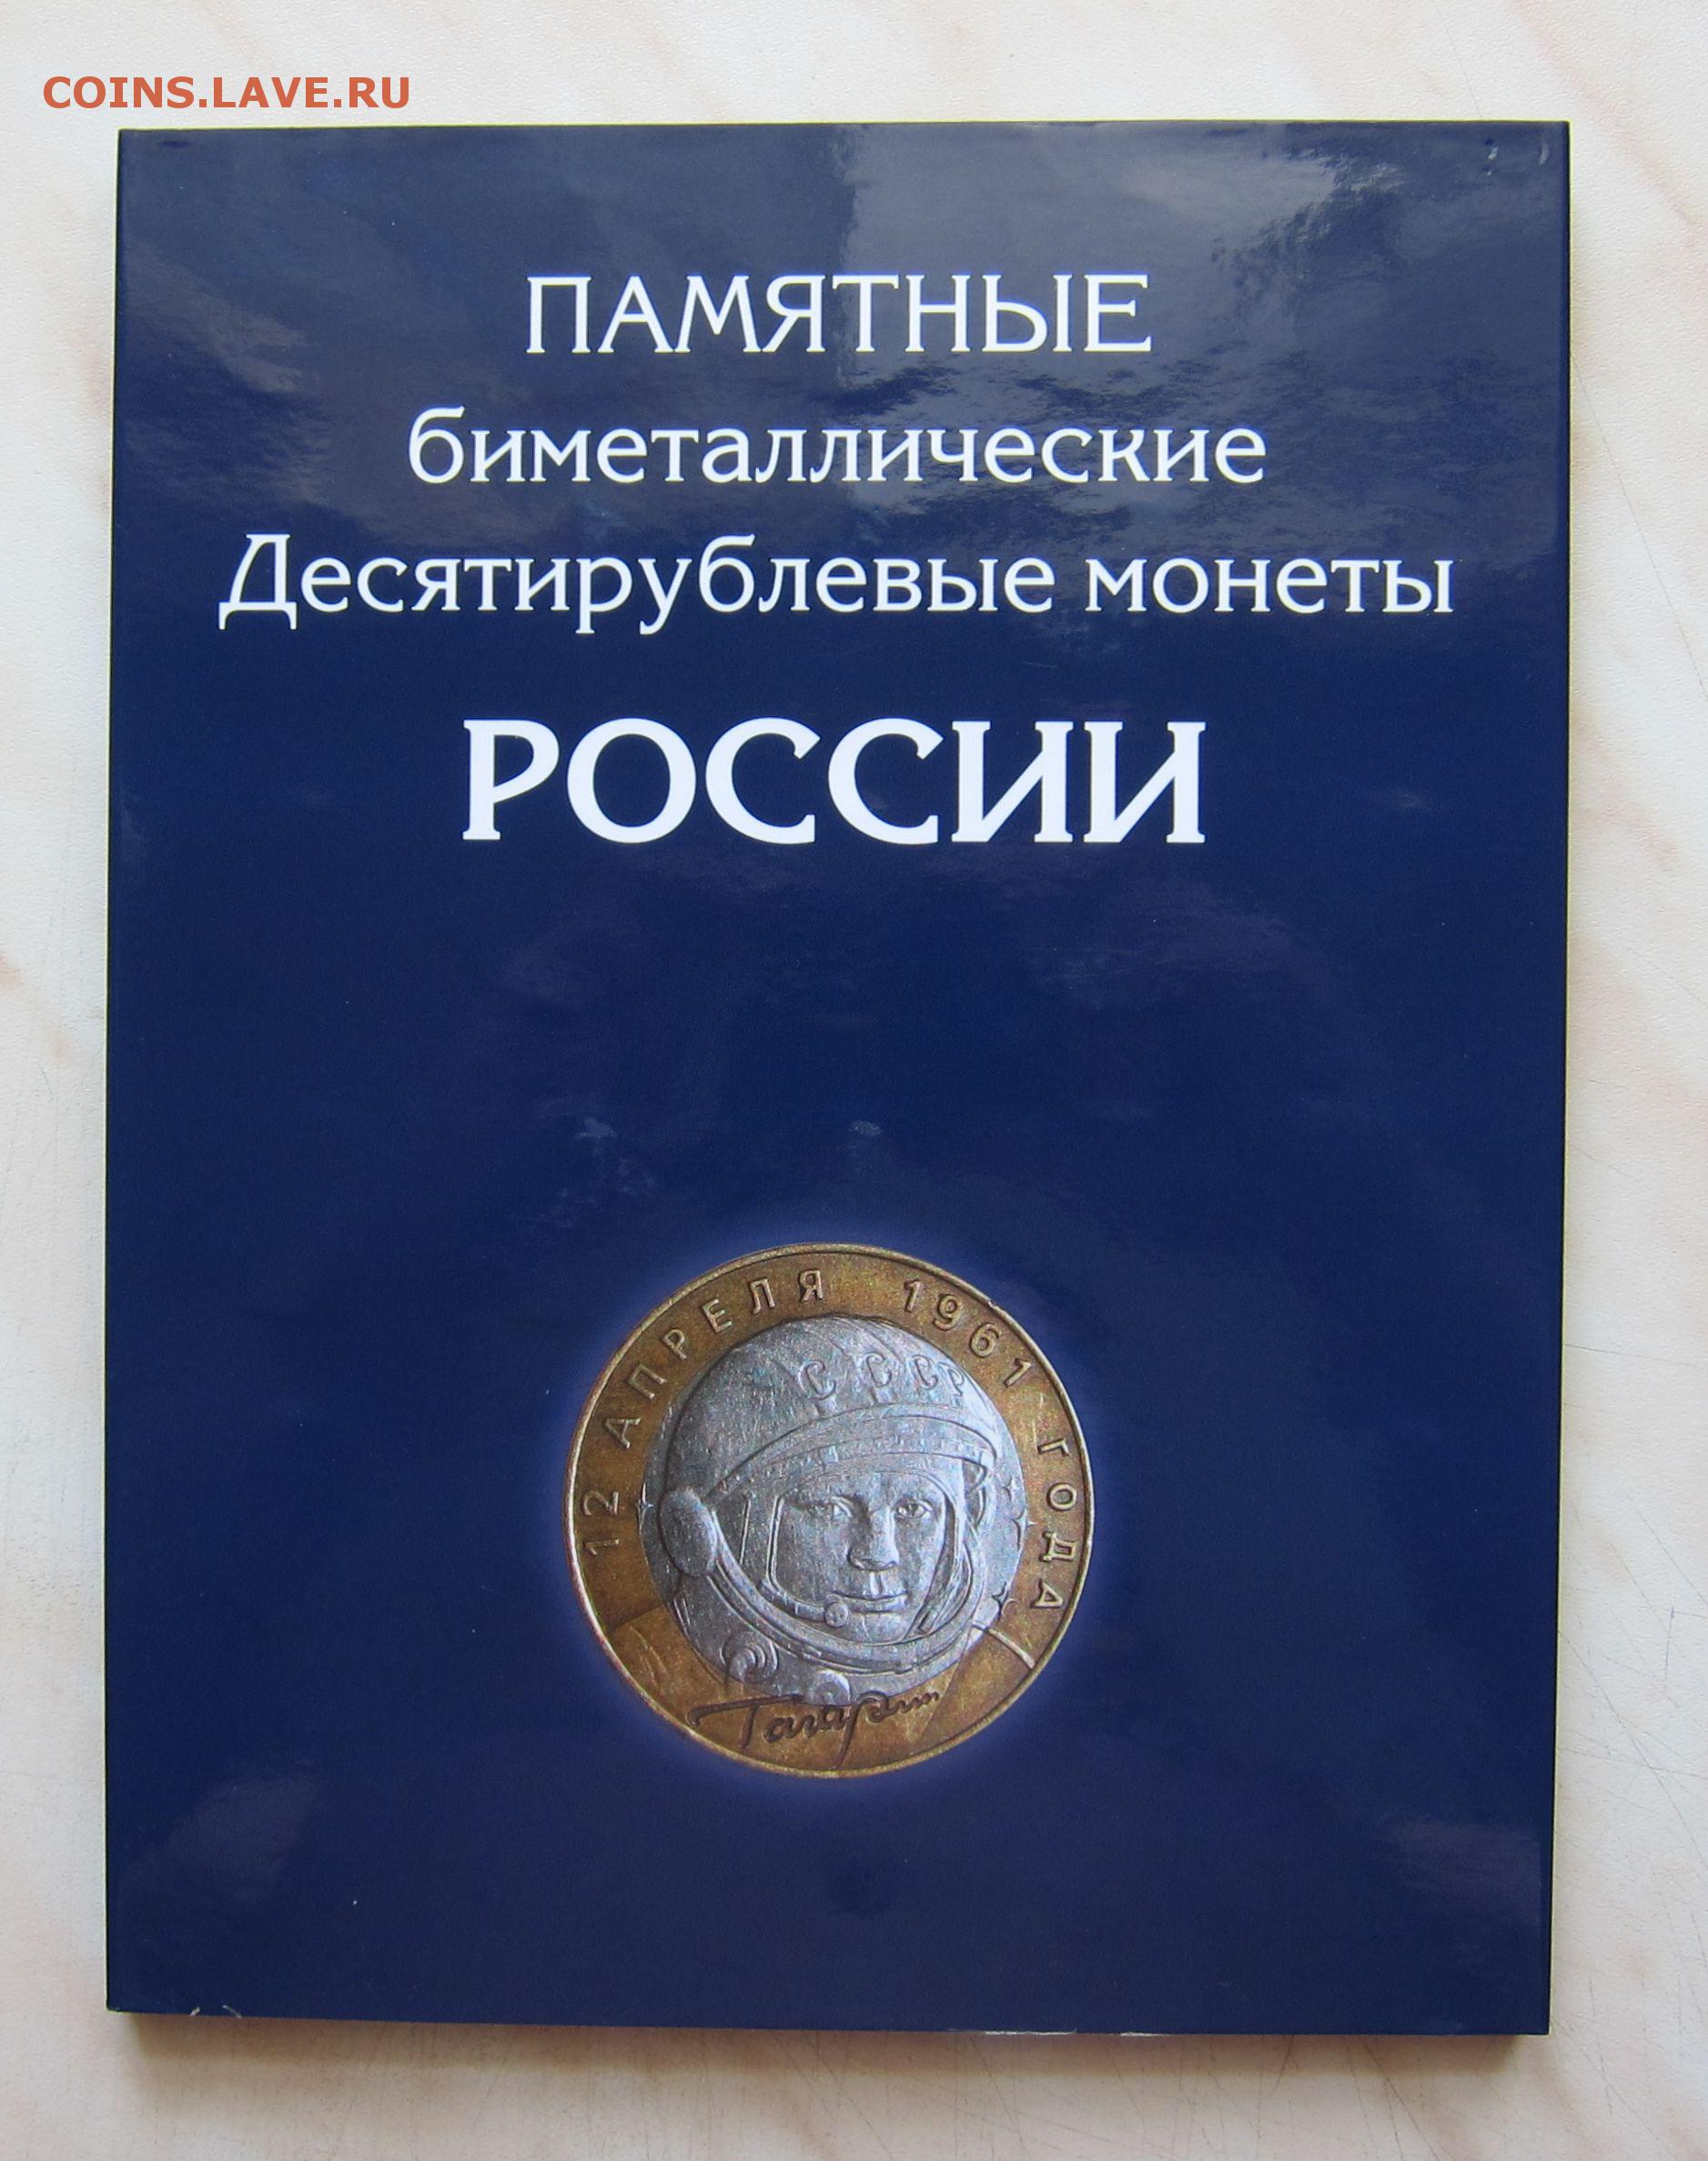 COINS.LAVE.RU
ПАМЯТНЫЕ
биметаллические
Десятирублевые монеты
РОССИИ
12 АПРЕЛЯ 1961 ГОДА
СССР
Гагарин